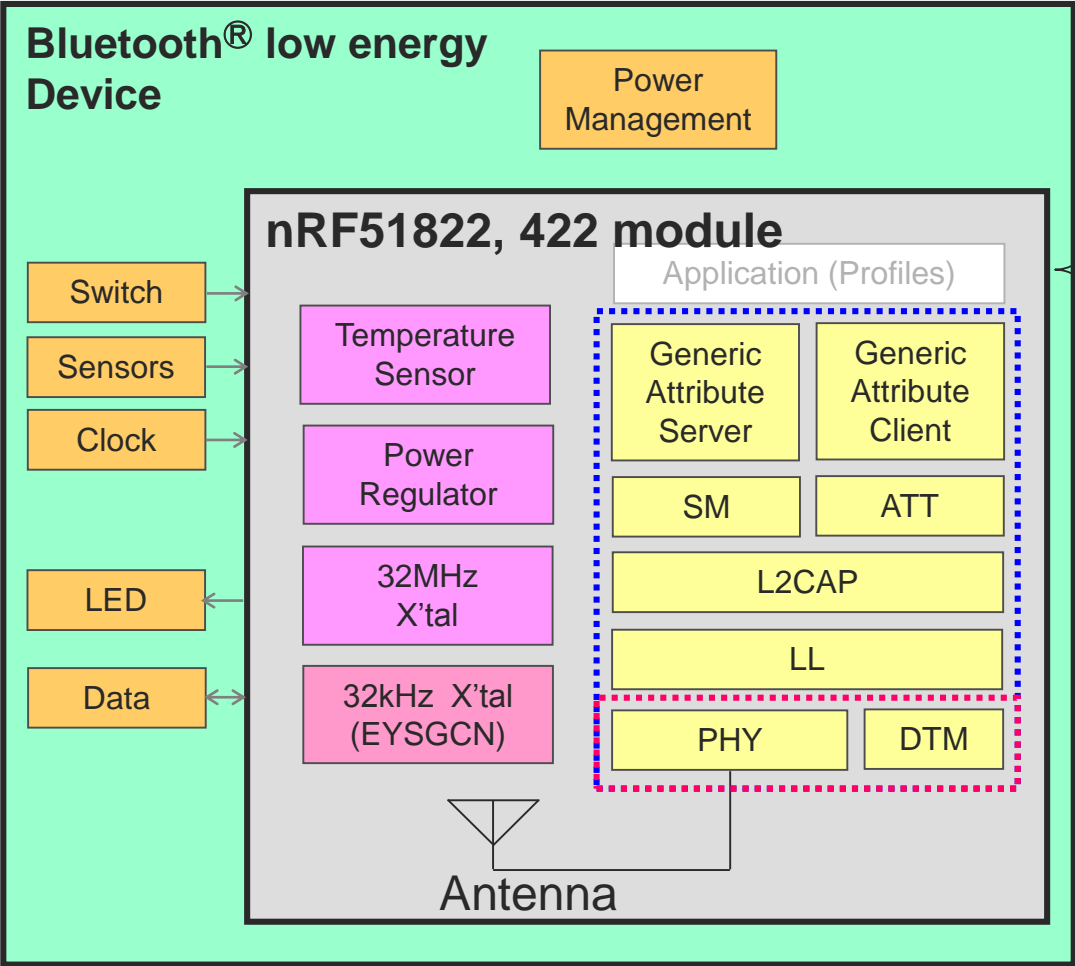 Bluetooth® low energy
Device
Power
Management
nRF51822, 422 module
Application (Profiles)
Switch
Sensors
Clock
LED
Data
Temperature
Sensor
Power
Regulator
32MHz
X'tal
32kHz X'tal
(EYSGCN)
Generic
Attribute
Server
Generic
Attribute
Client
SM
ATT
L2CAP
LL
PHY
DTM
Antenna